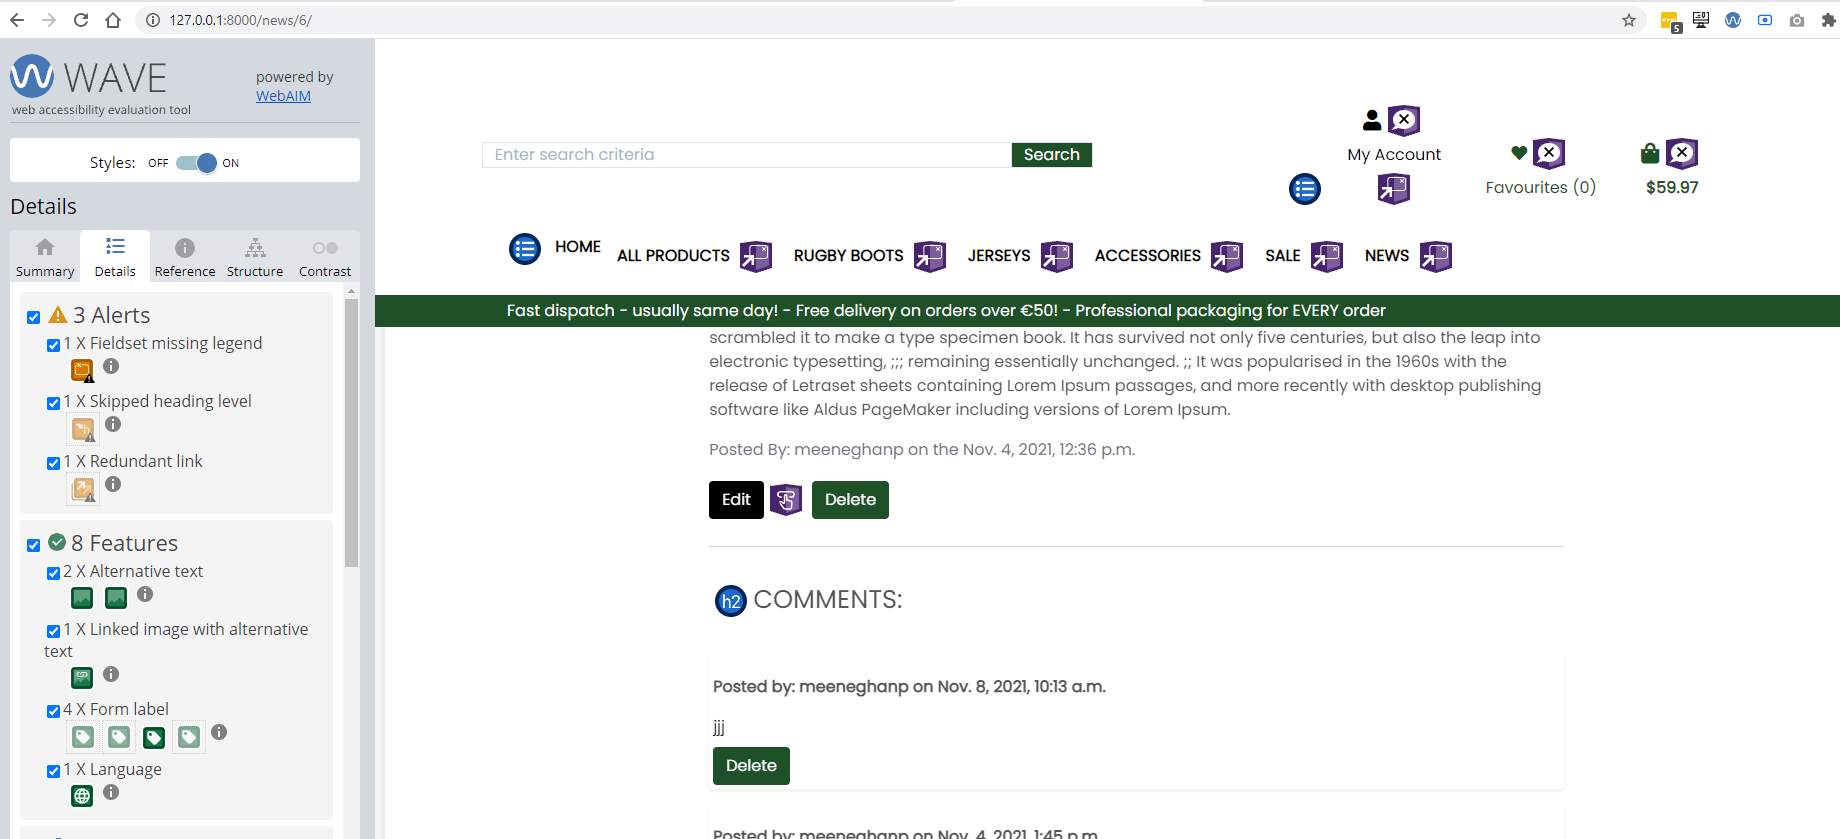 127.0.0.1:8000/news/6/
5
WAVE
web accessibility evaluation tool
powered by
WebAIM
Styles: OFF ON
Details
Summary Details Reference Structure Contrast
3 Alerts
1 X Fieldset missing legend
1 X Skipped heading level
h
1 X Redundant link
8 Features
2 X Alternative text
1 X Linked image with alternative
text
4 X Form label
1 X Language
Enter search criteria
Search
My Account
Favourites (0)
$59.97
HOME
ALL PRODUCTS
RUGBY BOOTS
JERSEYS
ACCESSORIES
SALE
NEWS
Fast dispatch - usually same day! - Free delivery on orders over €50! - Professional packaging for EVERY order
scrambled it to make a type specimen book. It has survived not only five centuries, but also the leap into
electronic typesetting, ;;; remaining essentially unchanged. ;; It was popularised in the 1960s with the
release of Letraset sheets containing Lorem Ipsum passages, and more recently with desktop publishing
software like Aldus PageMaker including versions of Lorem Ipsum.
Posted By: meeneghanp on the Nov. 4, 2021, 12:36 p.m.
Edit
Delete
h2 COMMENTS:
Posted by: meeneghanp on Nov. 8, 2021, 10:13 a.m.
jjj
Delete
Posted by: meeneghanp on Nov. 4, 2021, 1:45 p.m.